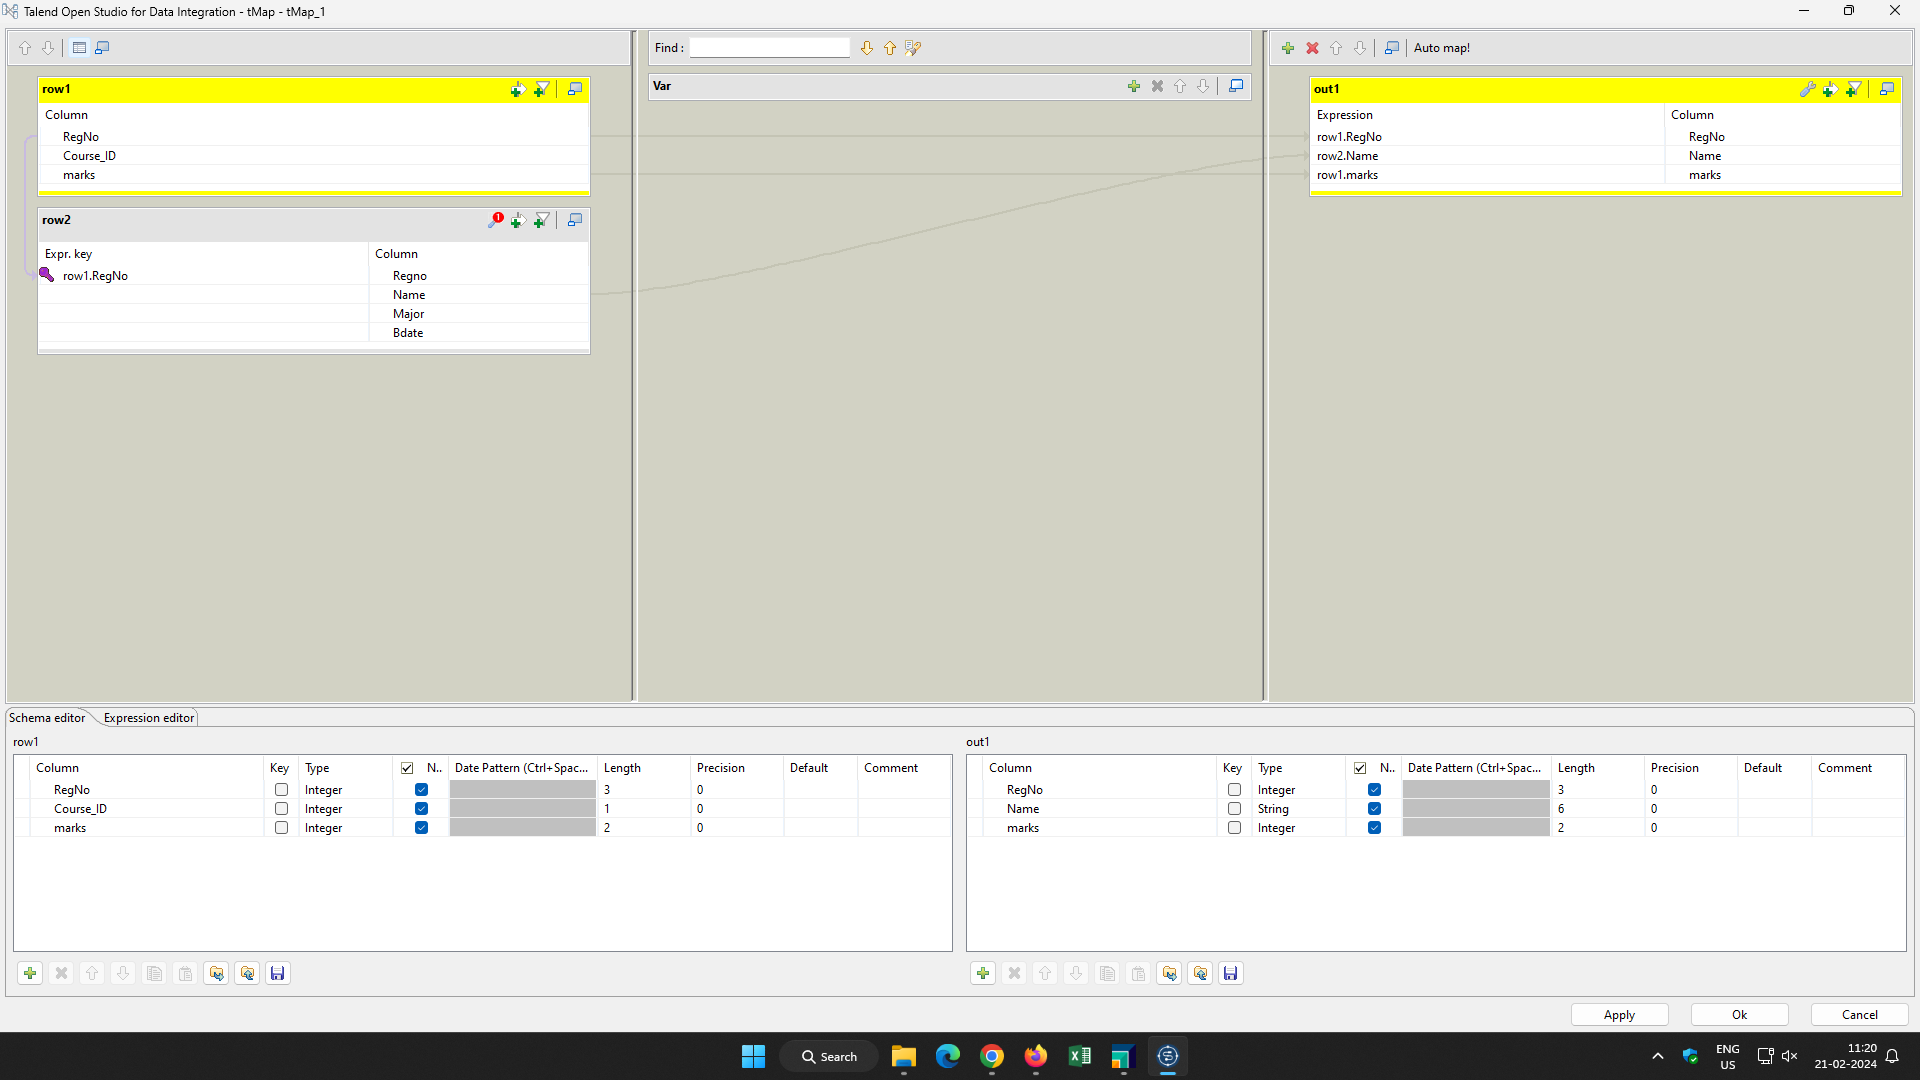 Talend Open Studio for Data Integration - tMap - tMap_1
Find :
Auto map!
row1
Column
RegNo
Course_ID
marks
row2
1
Expr. key Column
row1.RegNo Regno
Name
Major
Bdate
Var
out1
Expression Column
row1.RegNo RegNo
row2.Name Name
row1.marks marks
Schema editor Expression editor
row1
Column Key Type N.. Date Pattern (Ctrl+Spac... Length Precision Default Comment
RegNo Integer 3 0
Course_ID Integer 1 0
marks Integer 2 0
out1
Column Key Type N.. Date Pattern (Ctrl+Spac... Length Precision Default Comment
RegNo Integer 3 0
Name String 6 0
marks Integer 2 0
Apply Ok Cancel
Search
ENG
US
11:20
21-02-2024